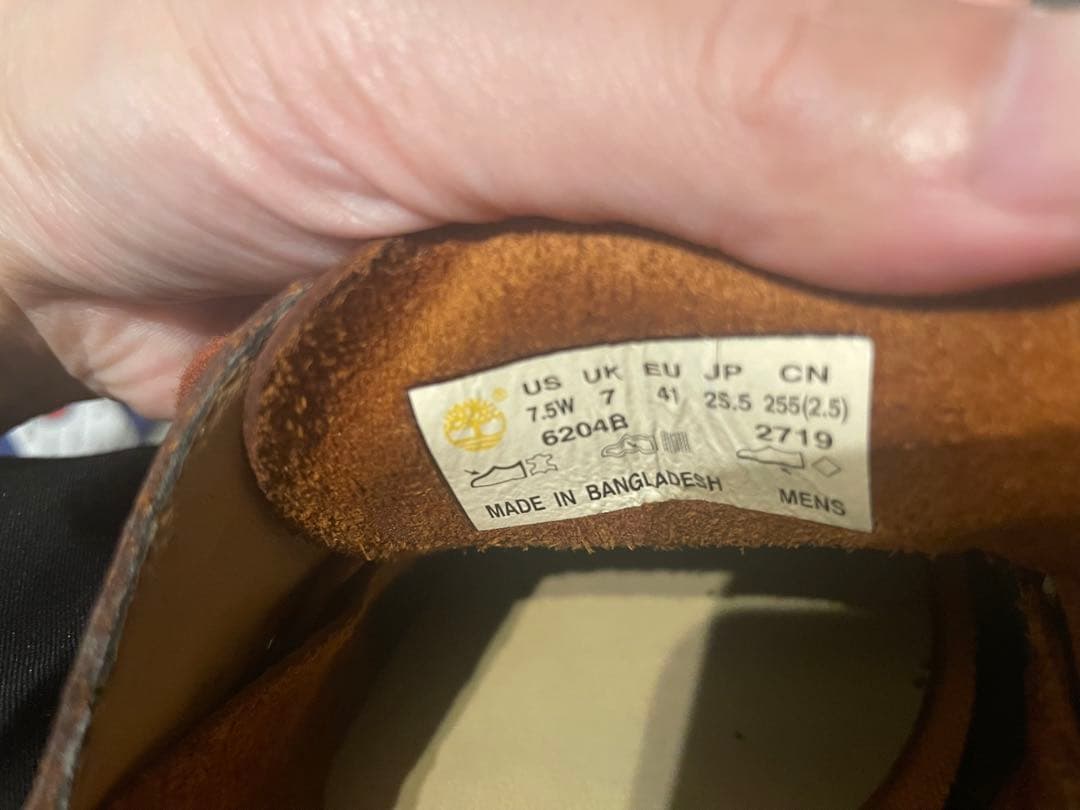 US UK EU JP CN
7.5W 7 41 25.5 255(2.5)
6204B 2719
MADE IN BANGLADESH MENS